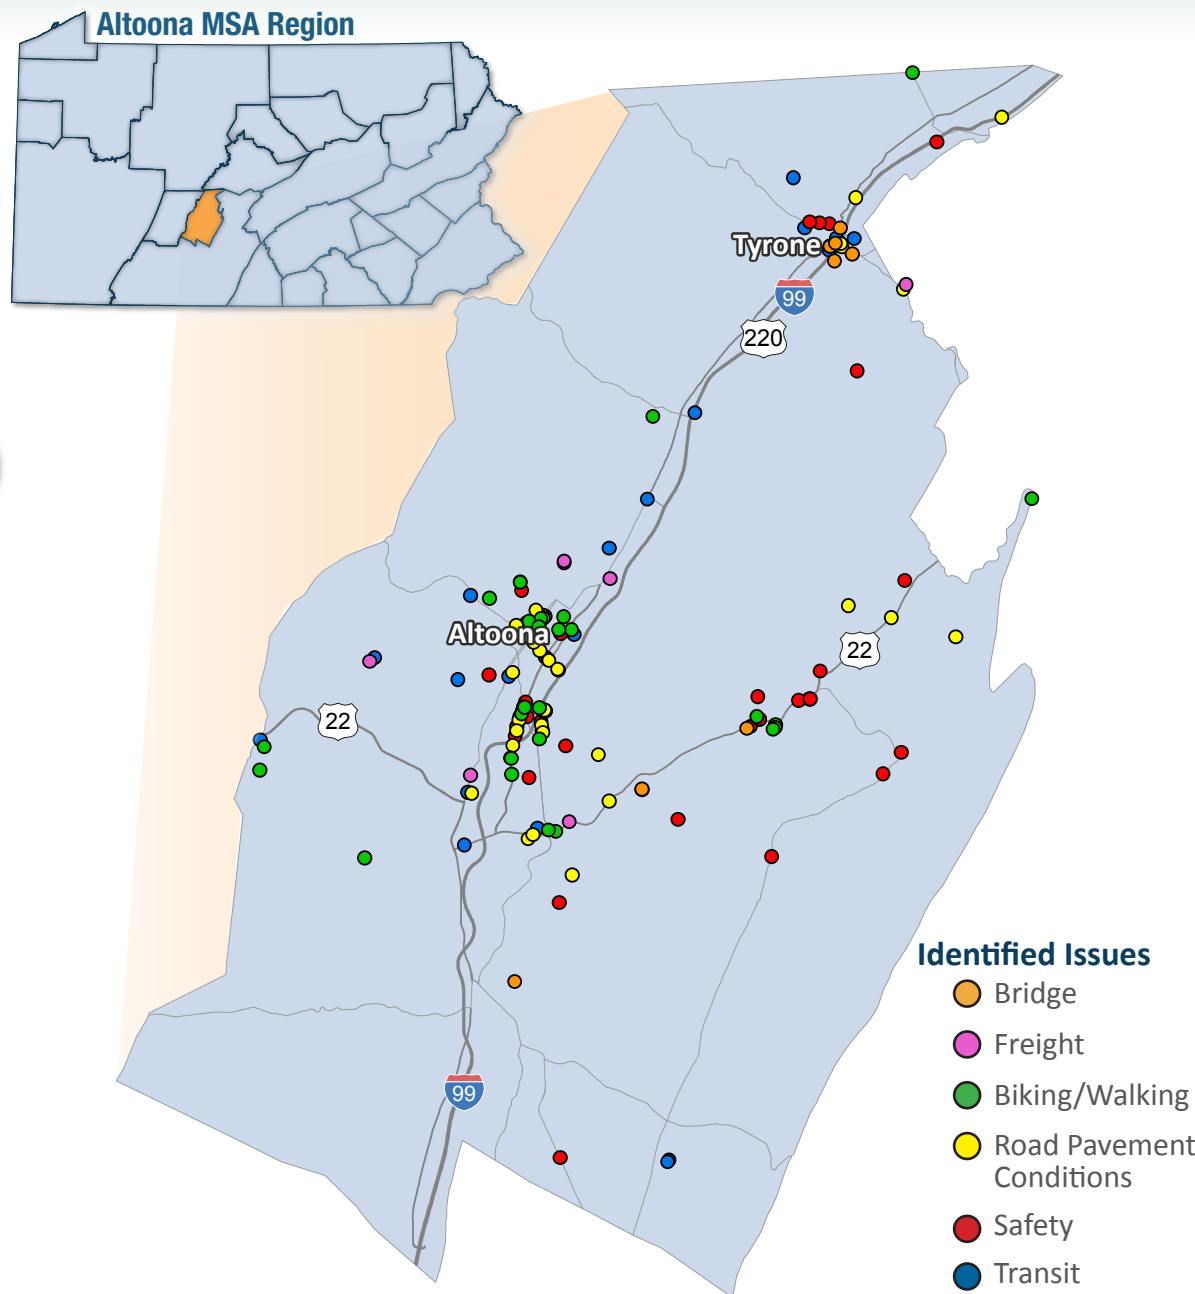 Altoona MSA Region
Tyrone
99
220
22
Altoona
22
99
Identified Issues
Bridge
Freight
Biking/Walking
Road Pavement
Conditions
Safety
Transit